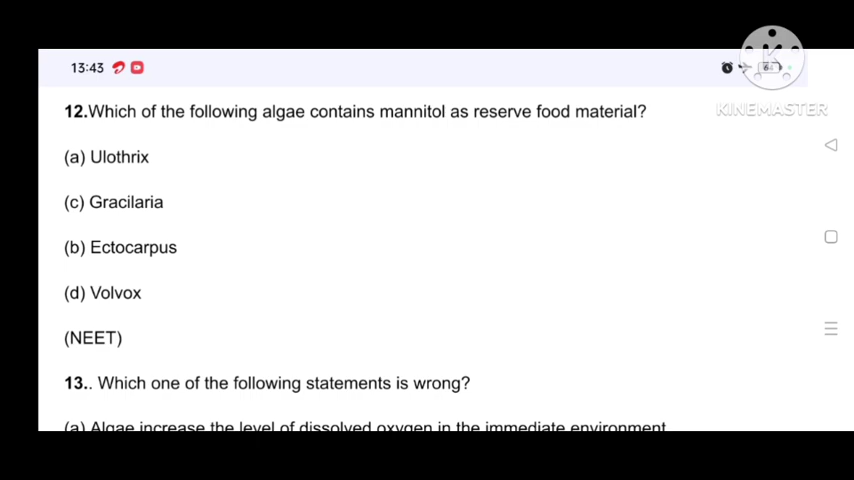 13:43
KINEMASTER
12.Which of the following algae contains mannitol as reserve food material?
(a) Ulothrix
(c) Gracilaria
(b) Ectocarpus
(d) Volvox
(NEET)
13.. Which one of the following statements is wrong?
(a) Algae increase the level of dissolved oxygen in the immediate environment